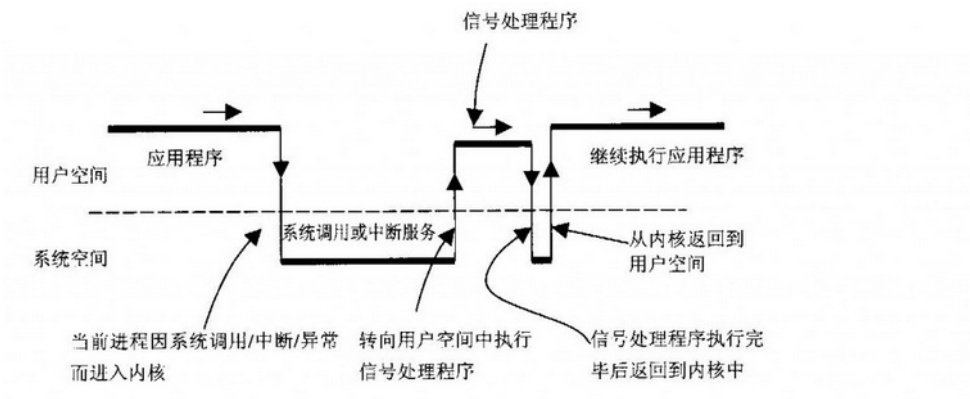 信号处理程序
应用程序
继续执行应用程序
用户空间
系统调用或中断服务
从内核返回到
用户空间
系统空间
当前进程因系统调用/中断/异常
而进入内核
转向用户空间中执行
信号处理程序
信号处理程序执行完
毕后返回到内核中